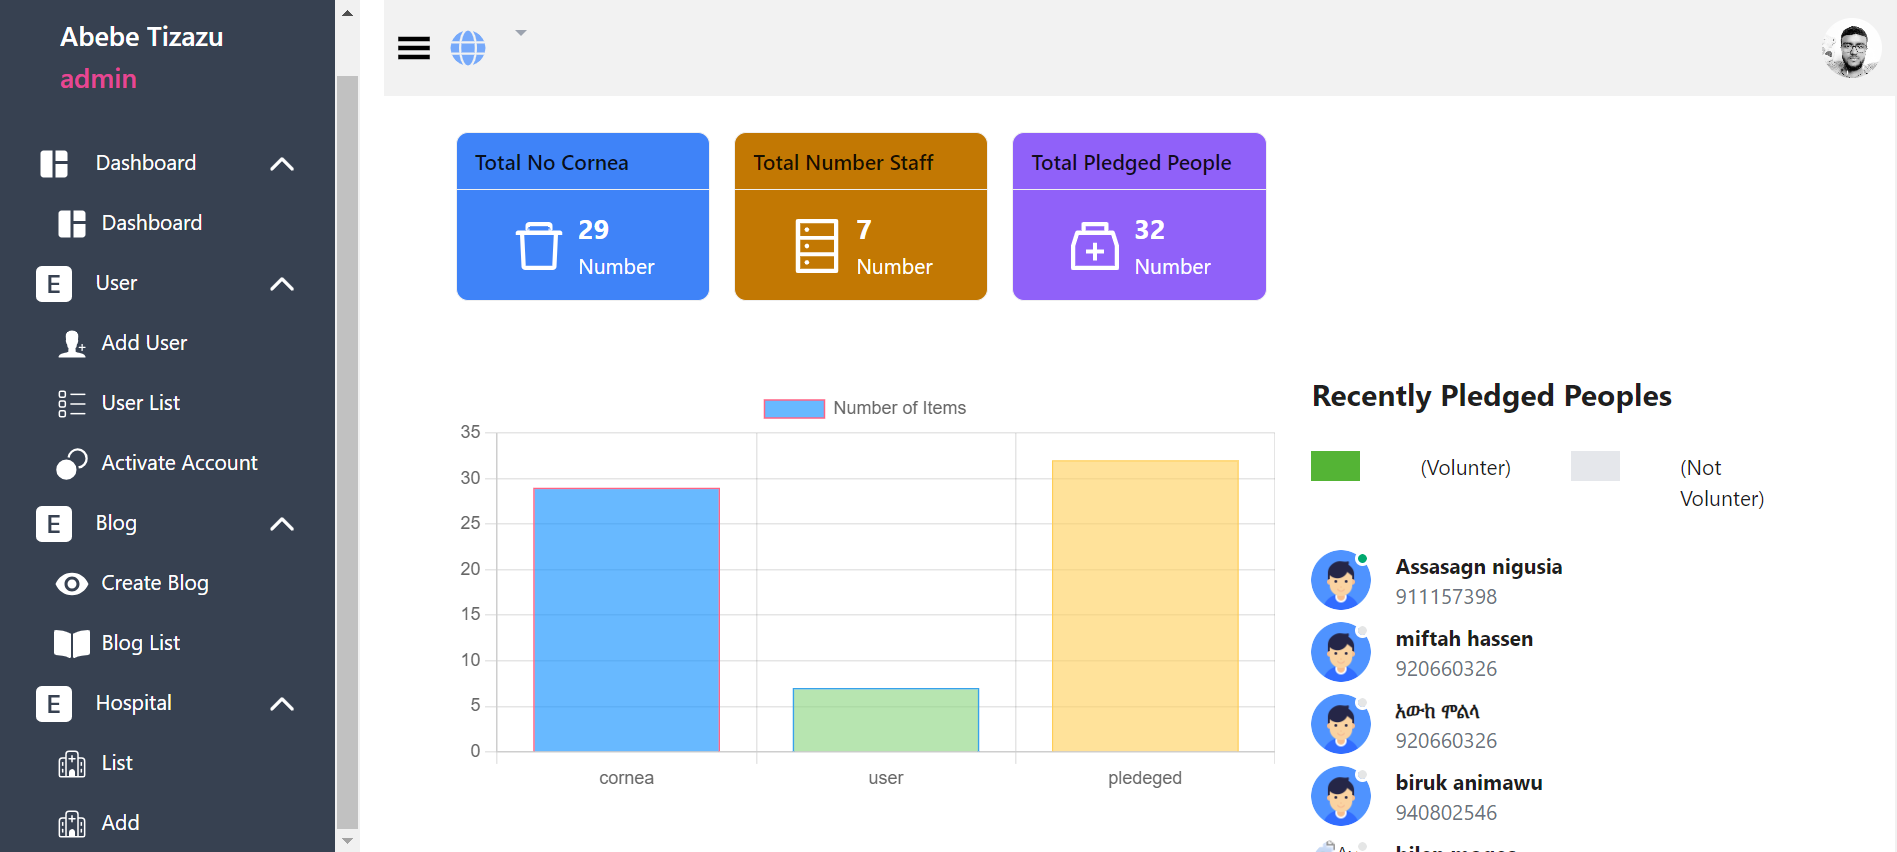 Abebe Tizazu
admin
Dashboard
Dashboard
E User
Add User
User List
Activate Account
E Blog
Create Blog
Blog List
E Hospital
List
Add
Total No Cornea
29
Number
Total Number Staff
7
Number
Total Pledged People
32
Number
Number of Items
35
30
25
20
15
10
5
0
cornea user pledeged
Recently Pledged Peoples
(Volunter)
(Not
Volunter)
Assasagn nigusia
911157398
miftah hassen
920660326
አውከ ሞልላ
920660326
biruk animawu
940802546